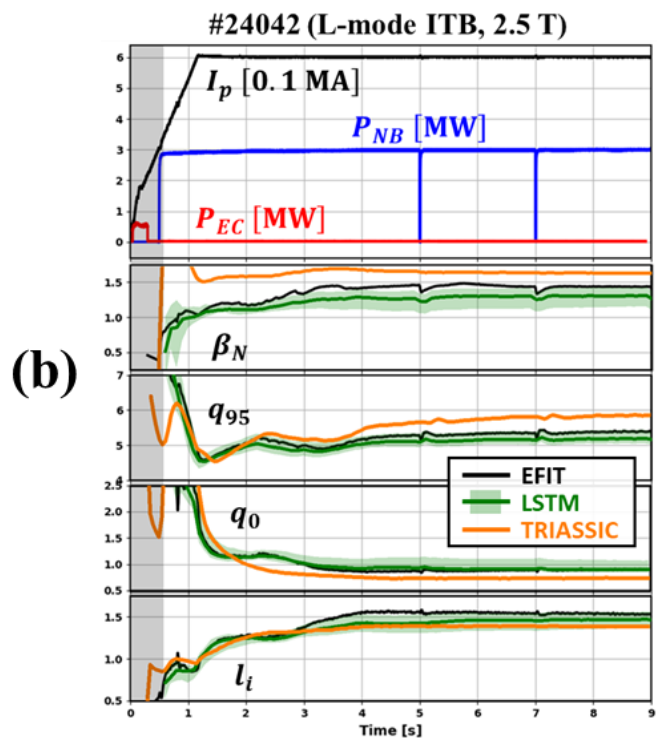 #24042 (L-mode ITB, 2.5 T)
(b)
6
5
4
3
2
1
0
I_p [0.1 MA]
P_NB [MW]
P_EC [MW]
1.5
1.0
0.5
β_N
7
6
5
4
q_95
2.5
2.0
1.5
1.0
0.5
q_0
EFIT
LSTM
TRIASSIC
1.5
1.0
0.5
l_i
0 1 2 3 4 5 6 7 8 9
Time [s]